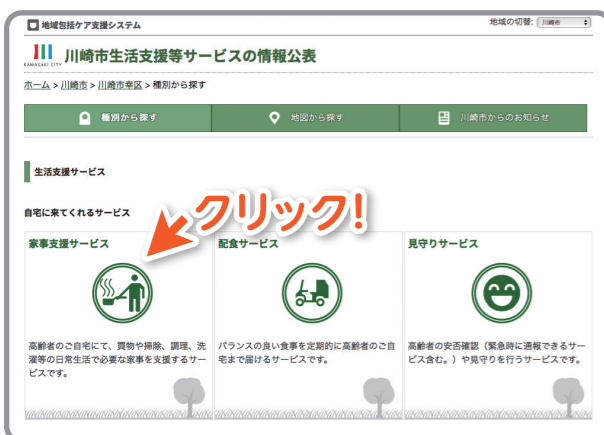 地域包括ケア支援システム
地域の切替: 川崎市
KAWASAKI CITY
川崎市生活支援等サービスの情報公表
ホーム > 川崎市 > 川崎市幸区 > 種別から探す
種別から探す
地図から探す
川崎市からのお知らせ
生活支援サービス
クリック!
自宅に来てくれるサービス
家事支援サービス
配食サービス
見守りサービス
高齢者のご自宅にて、買物や掃除、調理、洗
濯等の日常生活で必要な家事を支援するサー
ビスです。
バランスの良い食事を定期的に高齢者のご自
宅まで届けるサービスです。
高齢者の安否確認(緊急時に通報できるサー
ビス含む。)や見守りを行うサービスです。